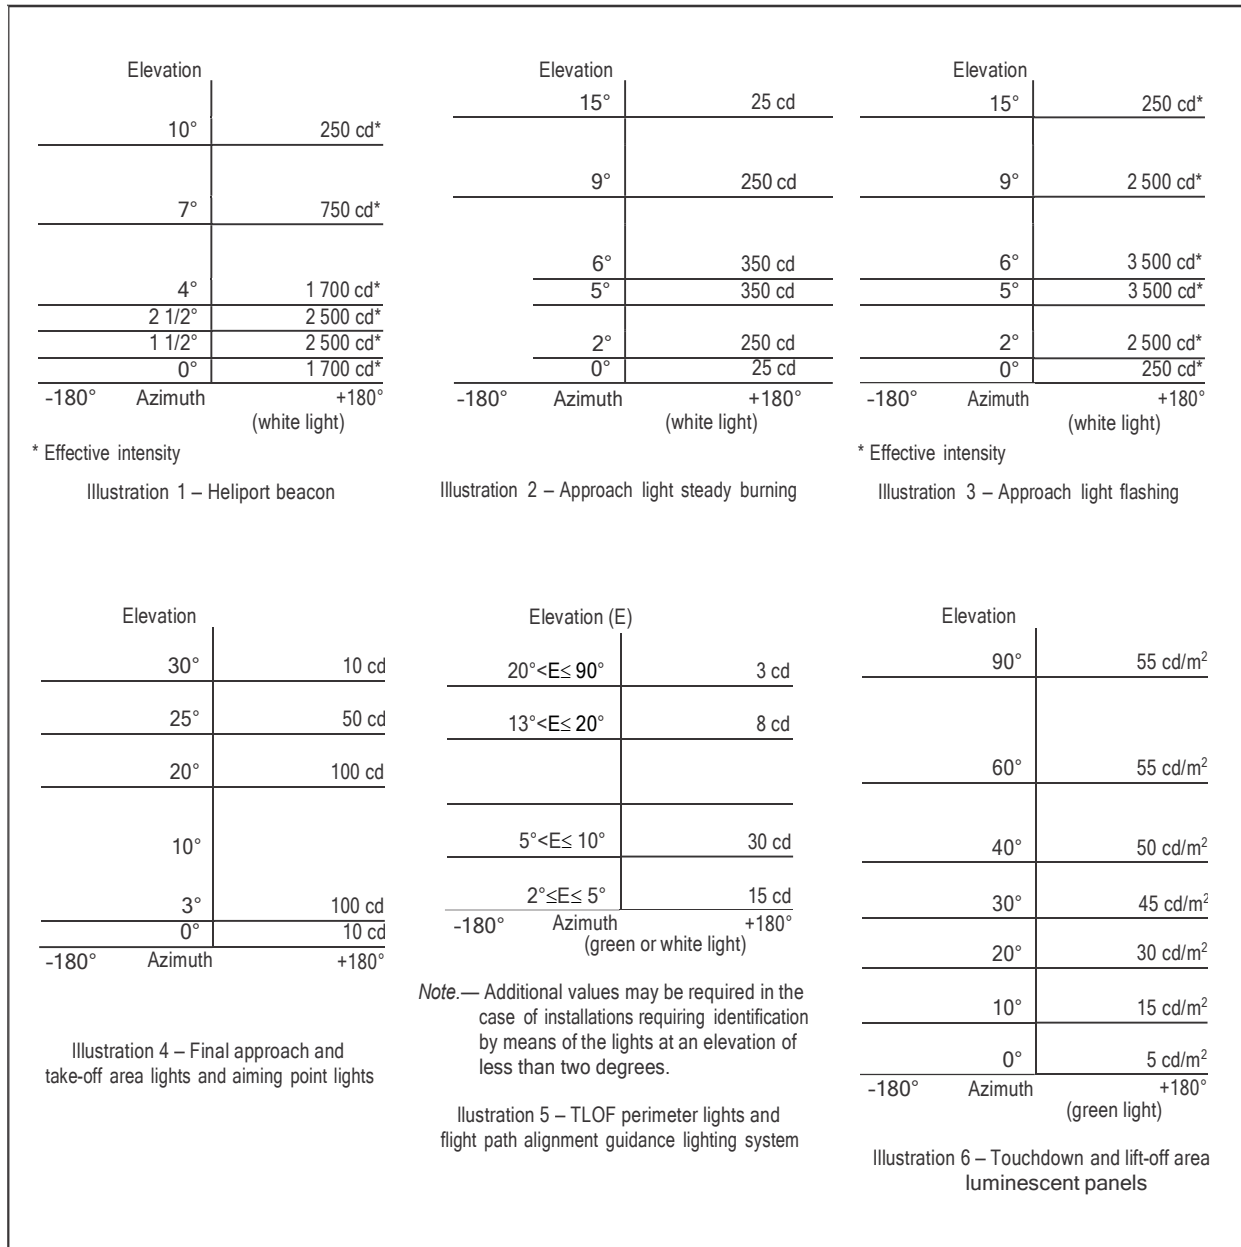 Elevation
10° 250 cd*
7° 750 cd*
4° 1 700 cd*
2 1/2° 2 500 cd*
1 1/2° 2 500 cd*
0° 1 700 cd*
-180° Azimuth +180°
(white light)
* Effective intensity
Illustration 1 – Heliport beacon
Elevation
15° 25 cd
9° 250 cd
6° 350 cd
5° 350 cd
2° 250 cd
0° 25 cd
-180° Azimuth +180°
(white light)
Illustration 2 – Approach light steady burning
Elevation
15° 250 cd*
9° 2 500 cd*
6° 3 500 cd*
5° 3 500 cd*
2° 2 500 cd*
0° 250 cd*
-180° Azimuth +180°
(white light)
* Effective intensity
Illustration 3 – Approach light flashing
Elevation
30° 10 cd
25° 50 cd
20° 100 cd
10°
3° 100 cd
0° 10 cd
-180° Azimuth +180°
Illustration 4 – Final approach and
take-off area lights and aiming point lights
Elevation (E)
20°<E≤ 90° 3 cd
13°<E≤ 20° 8 cd
5°<E≤ 10° 30 cd
2°≤E≤ 5° 15 cd
-180° Azimuth +180°
(green or white light)
Note.— Additional values may be required in the
case of installations requiring identification
by means of the lights at an elevation of
less than two degrees.
llustration 5 – TLOF perimeter lights and
flight path alignment guidance lighting system
Elevation
90° 55 cd/m²
60° 55 cd/m²
40° 50 cd/m²
30° 45 cd/m²
20° 30 cd/m²
10° 15 cd/m²
0° 5 cd/m²
-180° Azimuth +180°
(green light)
Illustration 6 – Touchdown and lift-off area
luminescent panels